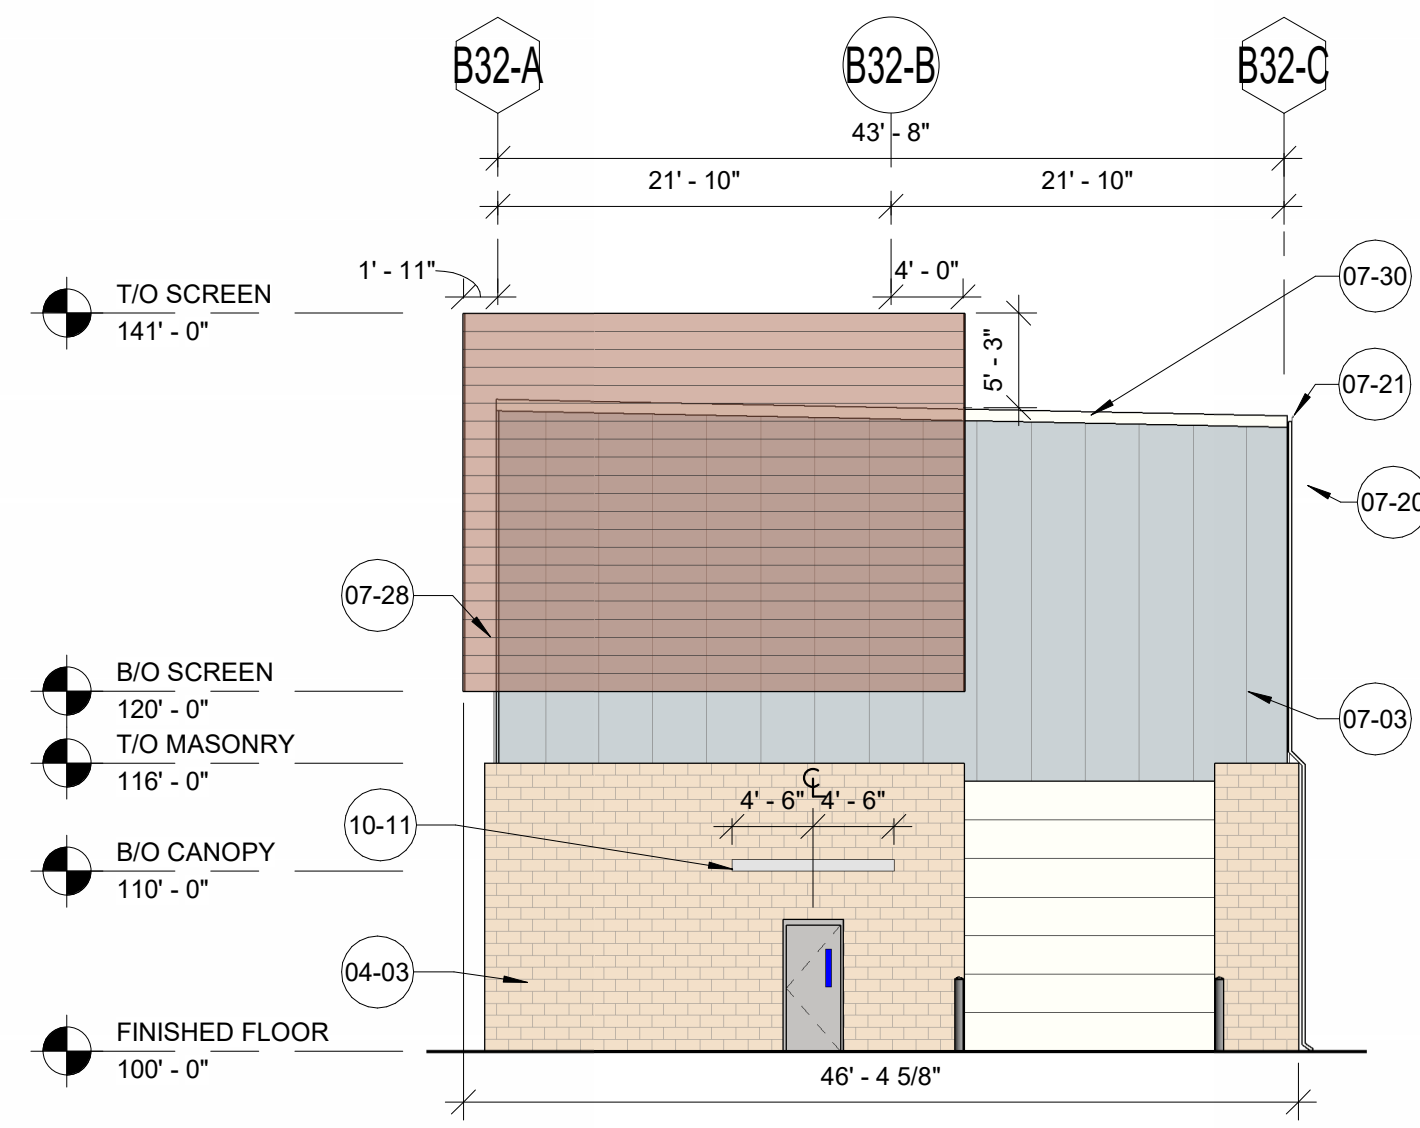 B32-A
B32-B
B32-C
43' - 8"
21' - 10"
21' - 10"
1' - 11"
4' - 0"
07-30
T/O SCREEN
141' - 0"
5' - 3"
07-21
07-20
07-28
B/O SCREEN
120' - 0"
07-03
T/O MASONRY
116' - 0"
CL
4' - 6"
4' - 6"
10-11
B/O CANOPY
110' - 0"
04-03
FINISHED FLOOR
100' - 0"
46' - 4 5/8"